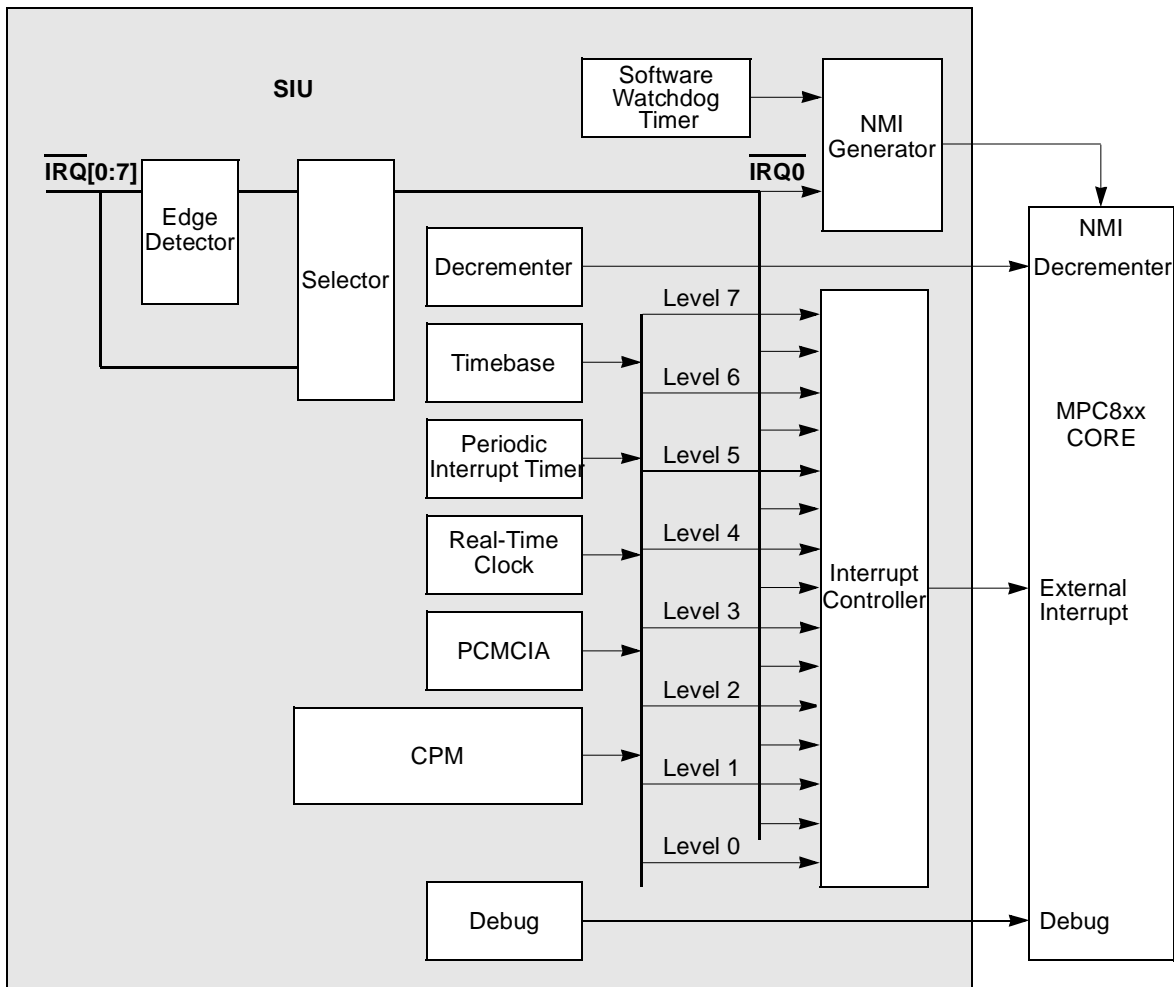 SIU
Software
Watchdog
Timer
NMI
Generator
IRQ[0:7]
IRQ0
Edge
Detector
Selector
NMI
Decrementer
Decrementer
Level 7
Timebase
Level 6
MPC8xx
CORE
Periodic
Interrupt Timer
Level 5
Real-Time
Clock
Level 4
Interrupt
Controller
External
Interrupt
Level 3
PCMCIA
Level 2
CPM
Level 1
Level 0
Debug
Debug